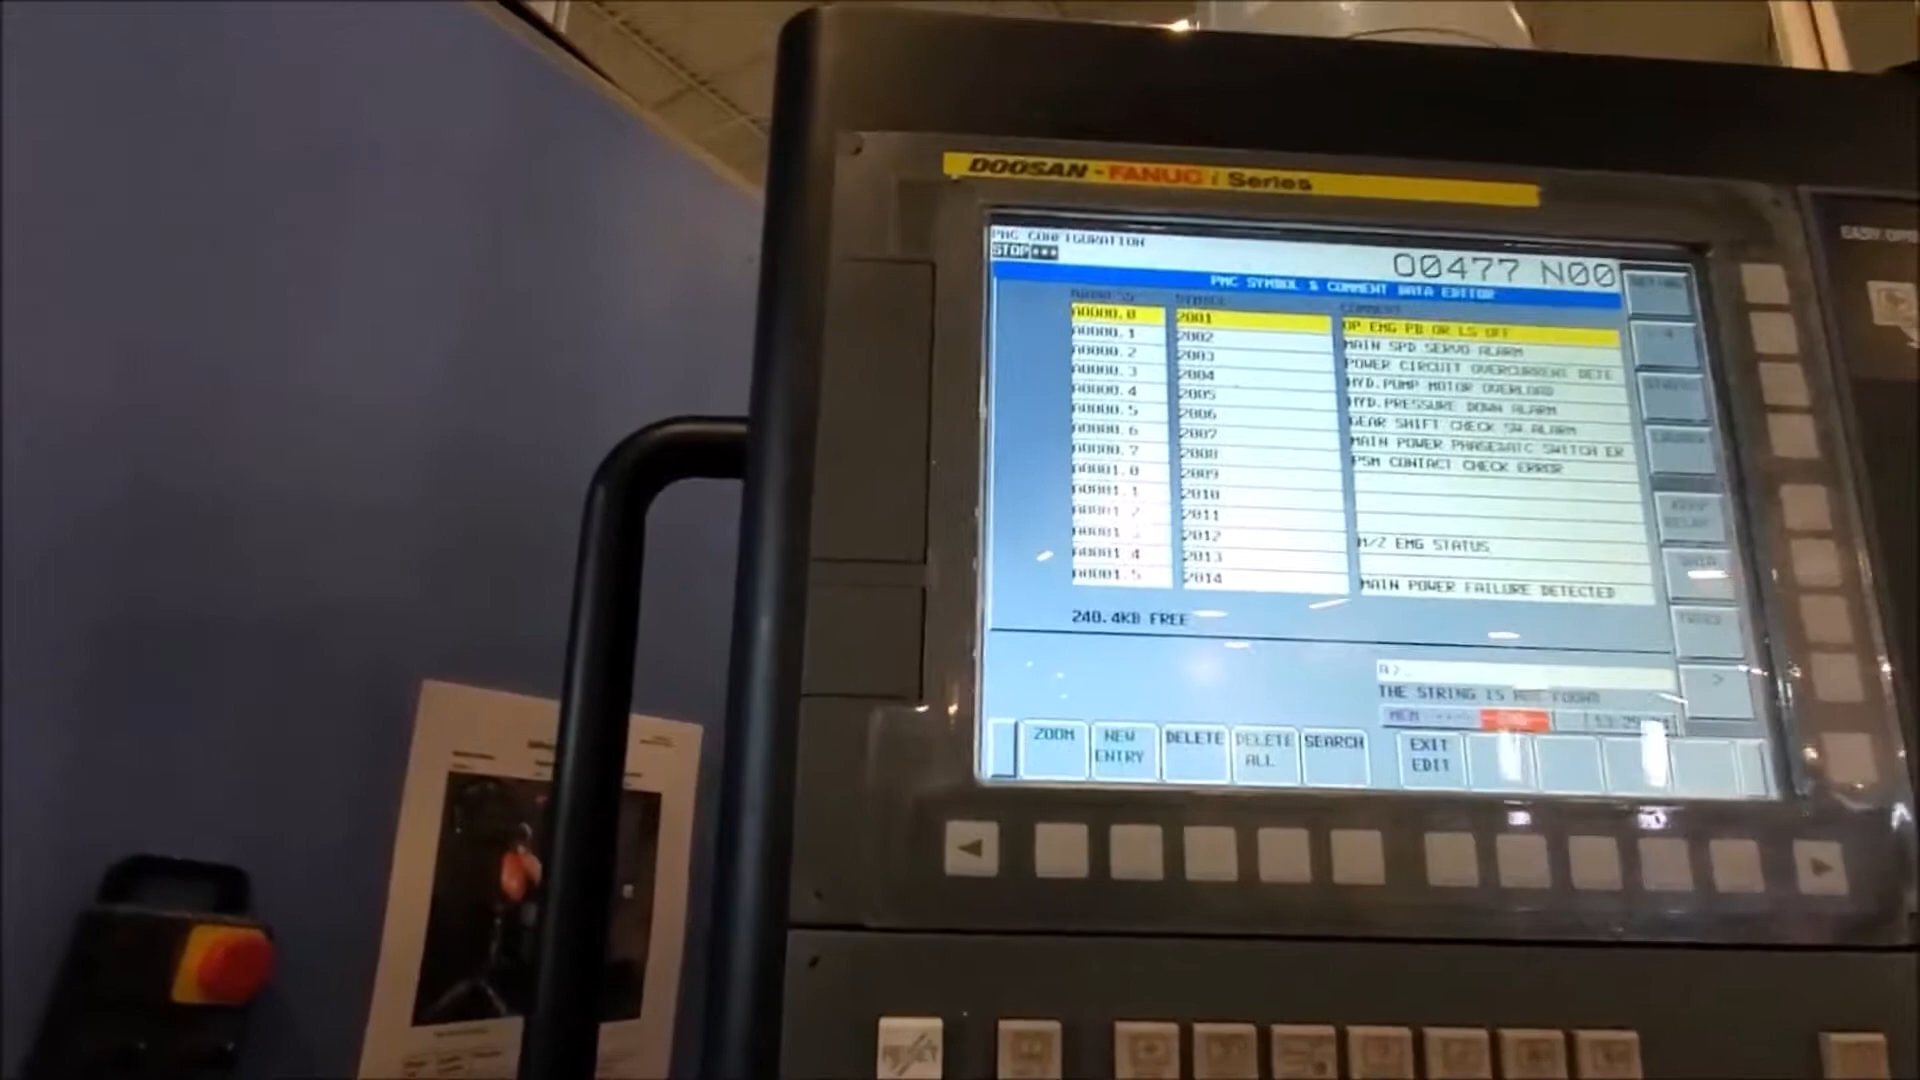 DOOSAN - FANUC i Series
PMC CONFIGURATION
STOP***
O0477 N00
PMC SYMBOL & COMMENT DATA EDITOR
ADDRESS SYMBOL COMMENT
A0000.0 2001 OP EMG PB OR LS OFF
A0000.1 2002 MAIN SPD SERVO ALARM
A0000.2 2003 POWER CIRCUIT OVERCURRENT DETE
A0000.3 2004 HYD.PUMP MOTOR OVERLOAD
A0000.4 2005 HYD.PRESSURE DOWN ALARM
A0000.5 2006 GEAR SHIFT CHECK SW.ALARM
A0000.6 2007 MAIN POWER PHASE&ATC SWITCH ER
A0000.7 2008 PSM CONTACT CHECK ERROR
A0001.0 2009
A0001.1 2010
A0001.2 2011
A0001.3 2012 M/Z EMG STATUS
A0001.4 2013
A0001.5 2014 MAIN POWER FAILURE DETECTED
240.4KB FREE
A>_
THE STRING IS NOT FOUND
MEM
ZOOM
NEW ENTRY
DELETE
DELETE ALL
SEARCH
EXIT EDIT
>
RESET